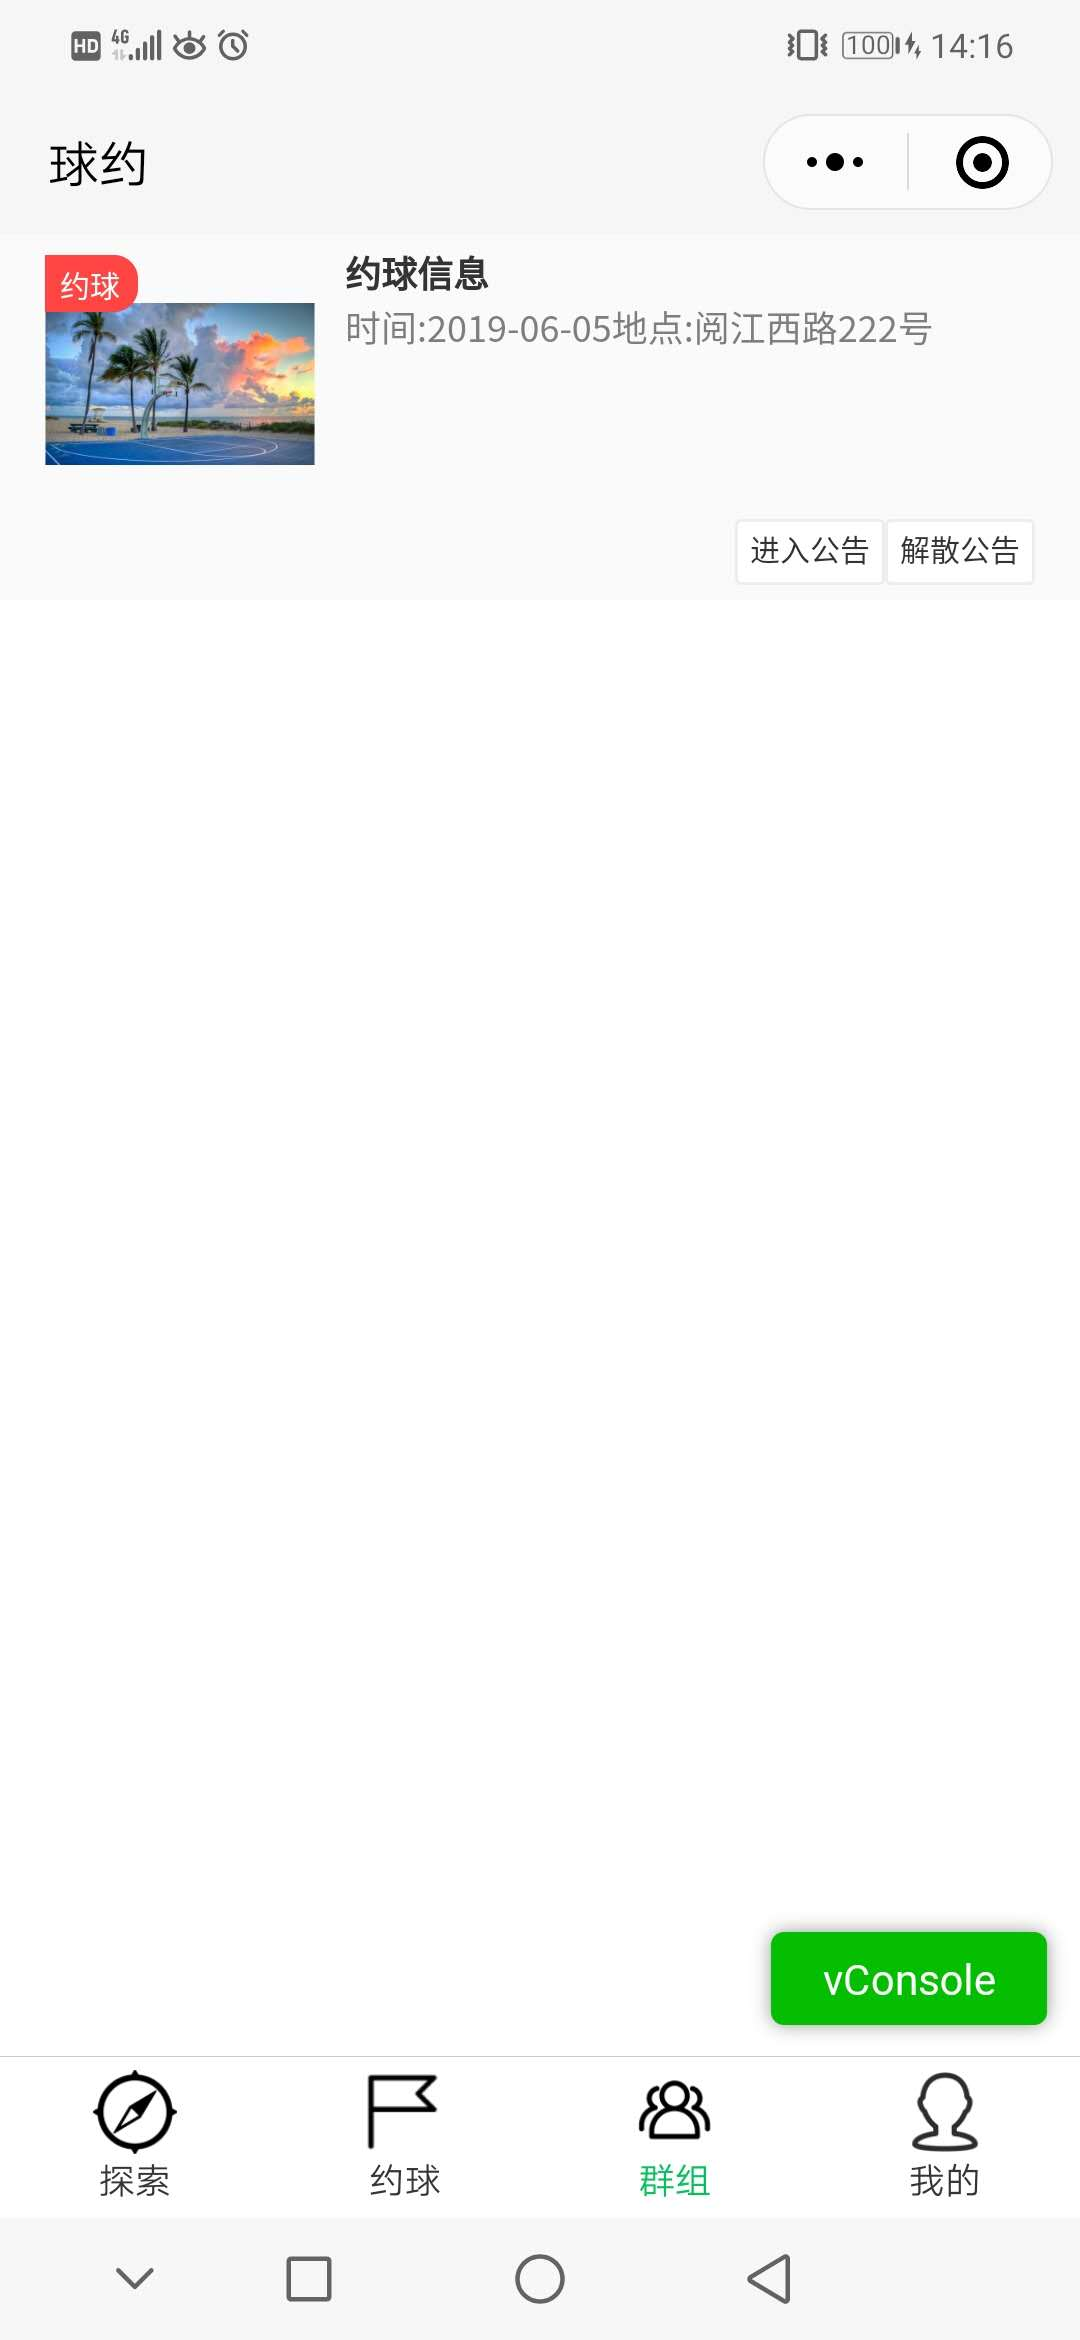 HD 4G 100 14:16
球约
约球
约球信息
时间:2019-06-05地点:阅江西路222号
进入公告 解散公告
vConsole
探索 约球 群组 我的